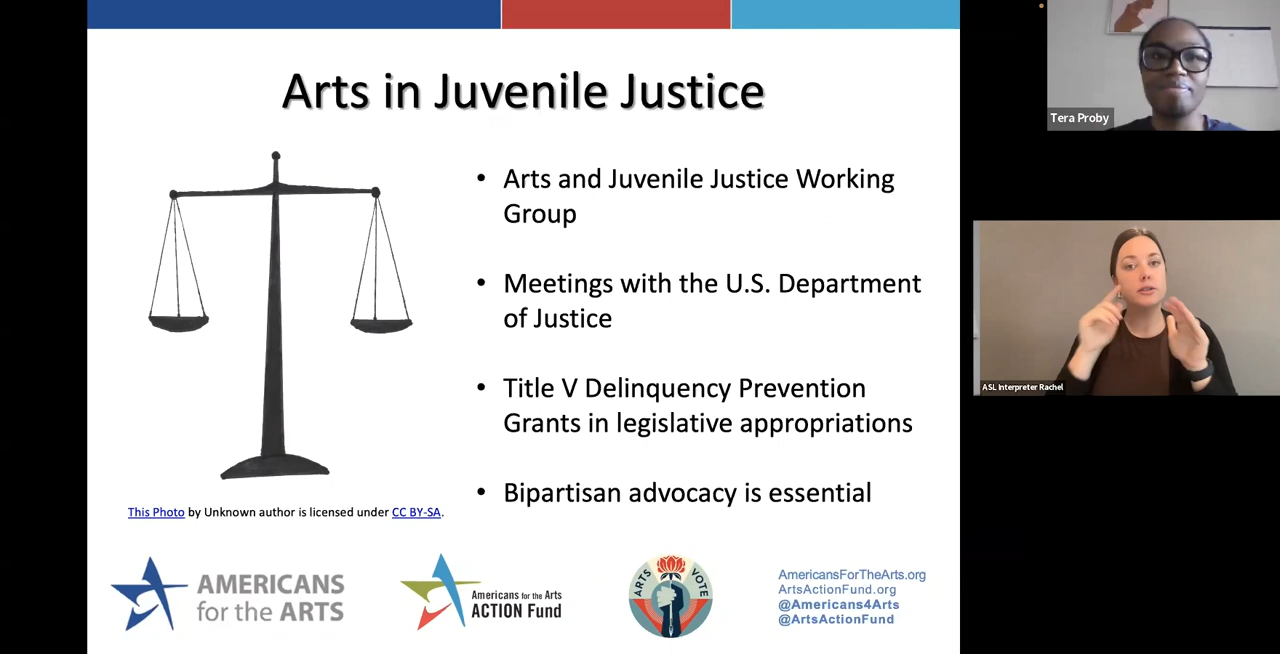 Arts in Juvenile Justice
• Arts and Juvenile Justice Working
Group
• Meetings with the U.S. Department
of Justice
• Title V Delinquency Prevention
Grants in legislative appropriations
• Bipartisan advocacy is essential
This Photo by Unknown author is licensed under CC BY-SA.
AMERICANS
for the ARTS
Americans for the Arts
ACTION Fund
ARTS VOTE
AmericansForTheArts.org
ArtsActionFund.org
@Americans4Arts
@ArtsActionFund
Tera Proby
ASL Interpreter Rachel